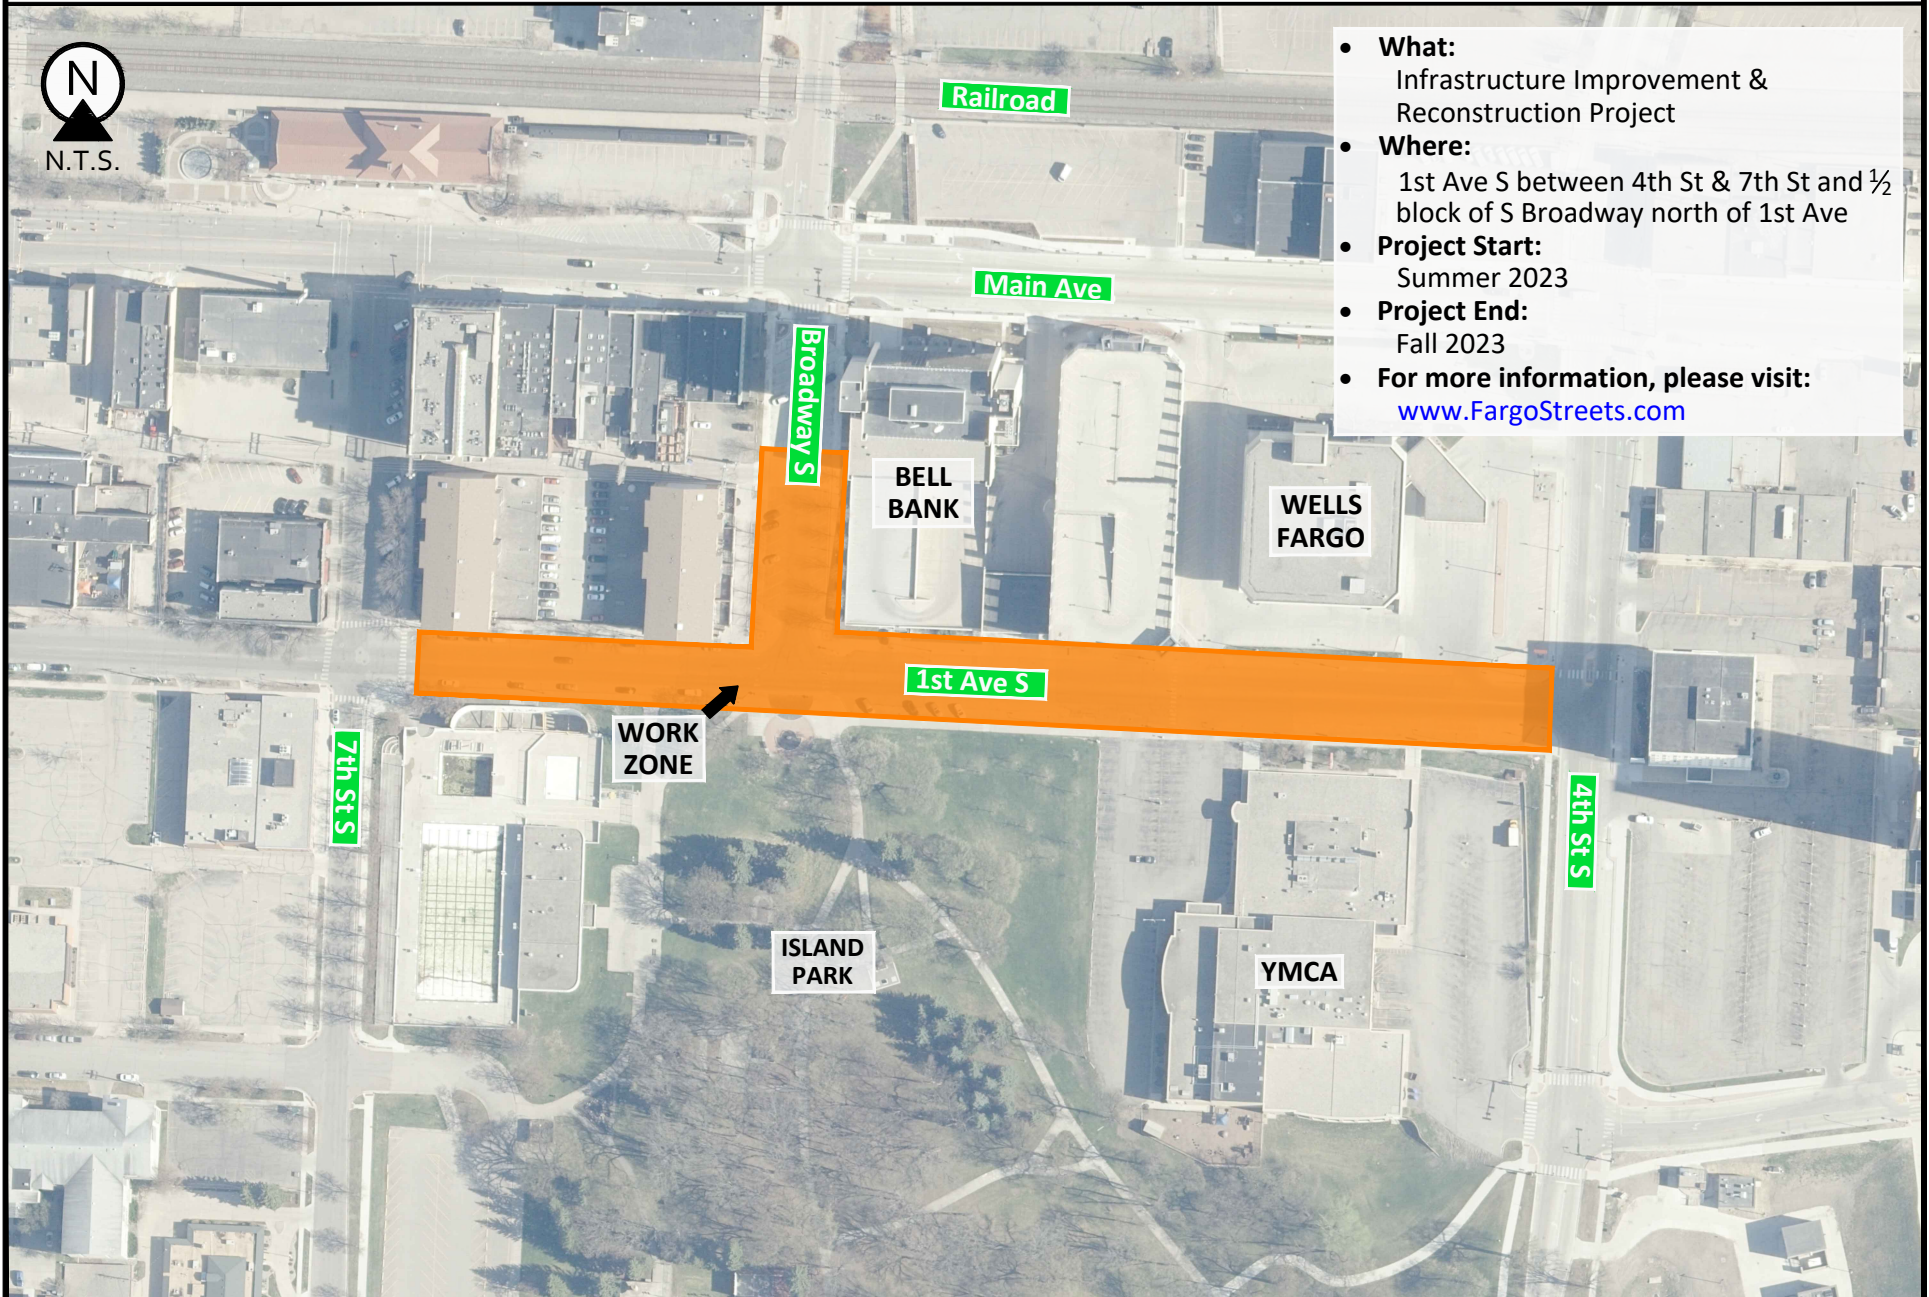 N
N.T.S.
Railroad
• What:
Infrastructure Improvement &
Reconstruction Project
• Where:
1st Ave S between 4th St & 7th St and ½
block of S Broadway north of 1st Ave
• Project Start:
Summer 2023
• Project End:
Fall 2023
• For more information, please visit:
www.FargoStreets.com
Main Ave
Broadway S
BELL
BANK
WELLS
FARGO
1st Ave S
WORK
ZONE
7th St S
4th St S
ISLAND
PARK
YMCA